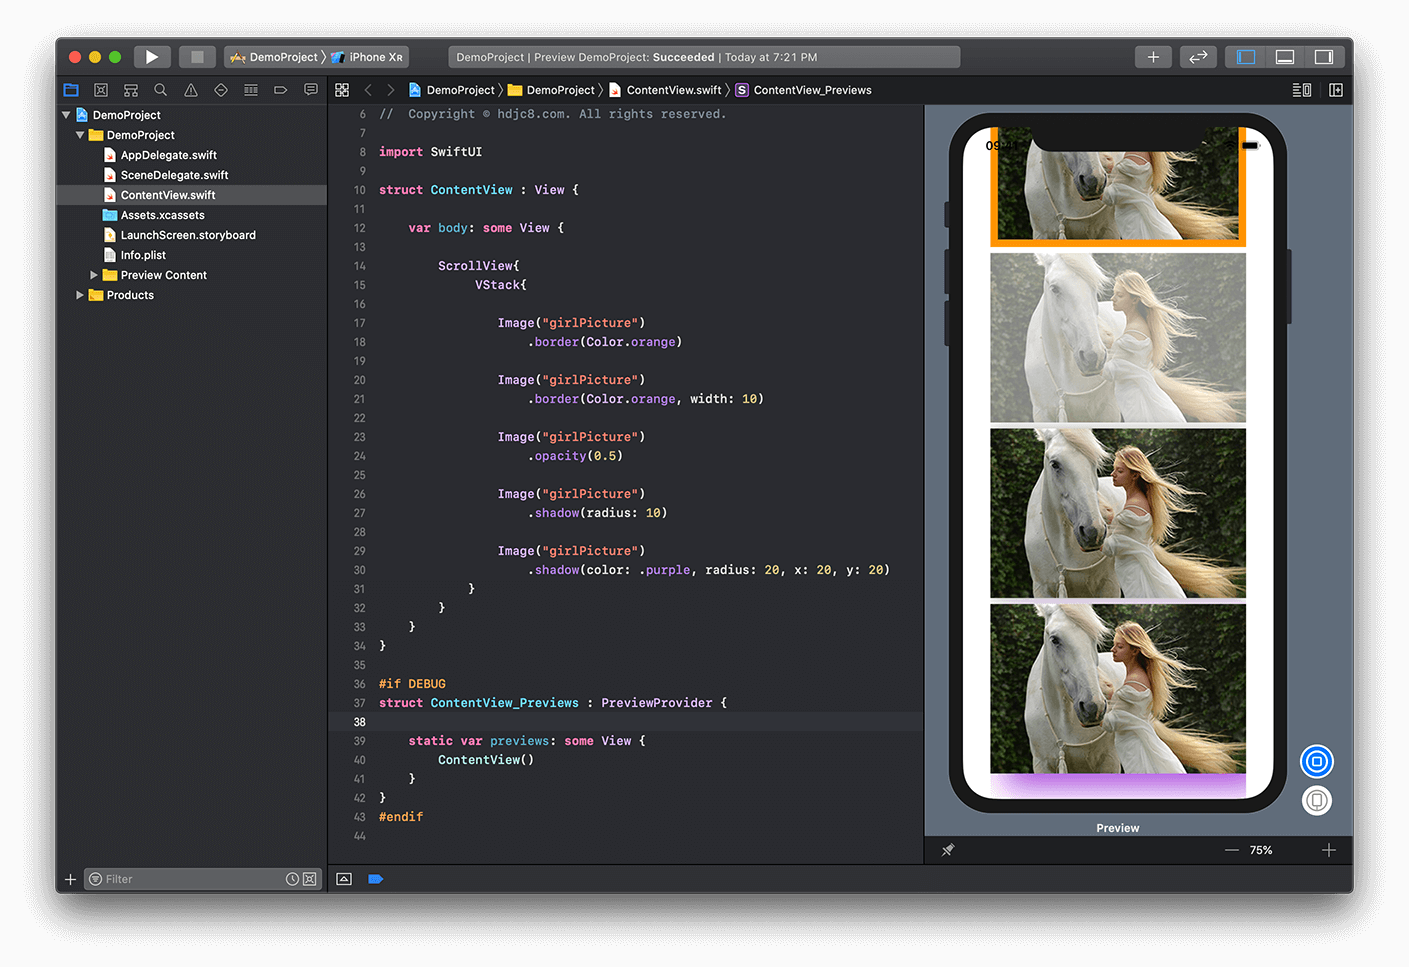 DemoProject 〉 iPhone XR
DemoProject | Preview DemoProject: Succeeded | Today at 7:21 PM
DemoProject 〉 DemoProject 〉 ContentView.swift 〉 S ContentView_Previews
DemoProject
DemoProject
AppDelegate.swift
SceneDelegate.swift
ContentView.swift
Assets.xcassets
LaunchScreen.storyboard
Info.plist
Preview Content
Products
Filter
6 //  Copyright © hdjc8.com. All rights reserved.
7
8 import SwiftUI
9
10 struct ContentView : View {
11
12     var body: some View {
13
14         ScrollView{
15             VStack{
16
17                 Image("girlPicture")
18                     .border(Color.orange)
19
20                 Image("girlPicture")
21                     .border(Color.orange, width: 10)
22
23                 Image("girlPicture")
24                     .opacity(0.5)
25
26                 Image("girlPicture")
27                     .shadow(radius: 10)
28
29                 Image("girlPicture")
30                     .shadow(color: .purple, radius: 20, x: 20, y: 20)
31             }
32         }
33     }
34 }
35
36 #if DEBUG
37 struct ContentView_Previews : PreviewProvider {
38
39     static var previews: some View {
40         ContentView()
41     }
42 }
43 #endif
44
Preview
75%